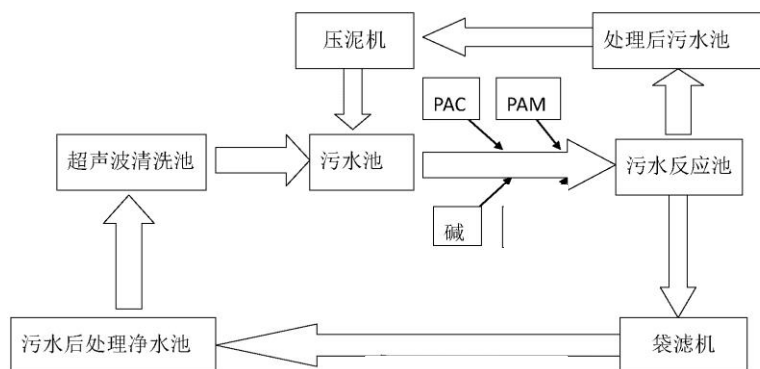 压泥机
处理后污水池
PAC
PAM
超声波清洗池
污水池
污水反应池
碱
污水后处理净水池
袋滤机